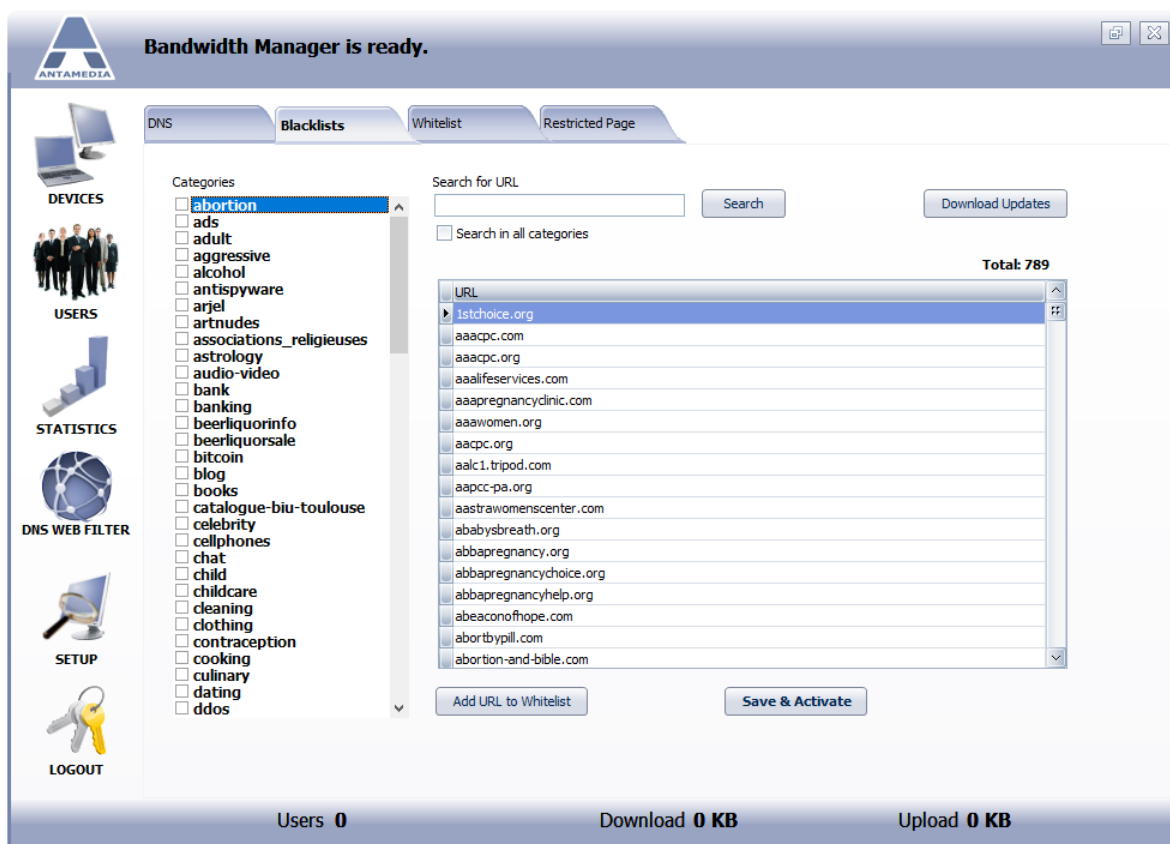 Bandwidth Manager is ready.
ANTAMEDIA
DEVICES
USERS
STATISTICS
DNS WEB FILTER
SETUP
LOGOUT
DNS
Blacklists
Whitelist
Restricted Page
Categories
abortion
ads
adult
aggressive
alcohol
antispyware
arjel
artnudes
associations_religieuses
astrology
audio-video
bank
banking
beerliquorinfo
beerliquorsale
bitcoin
blog
books
catalogue-biu-toulouse
celebrity
cellphones
chat
child
childcare
cleaning
clothing
contraception
cooking
culinary
dating
ddos
Search for URL
Search
Download Updates
Search in all categories
Total: 789
URL
1stchoice.org
aaacpc.com
aaacpc.org
aaalifeservices.com
aaapregnancyclinic.com
aaawomen.org
aacpc.org
aalc1.tripod.com
aapcc-pa.org
aastrawomenscenter.com
ababysbreath.org
abbapregnancy.org
abbapregnancychoice.org
abbapregnancyhelp.org
abeaconofhope.com
abortbypill.com
abortion-and-bible.com
Add URL to Whitelist
Save & Activate
Users 0
Download 0 KB
Upload 0 KB